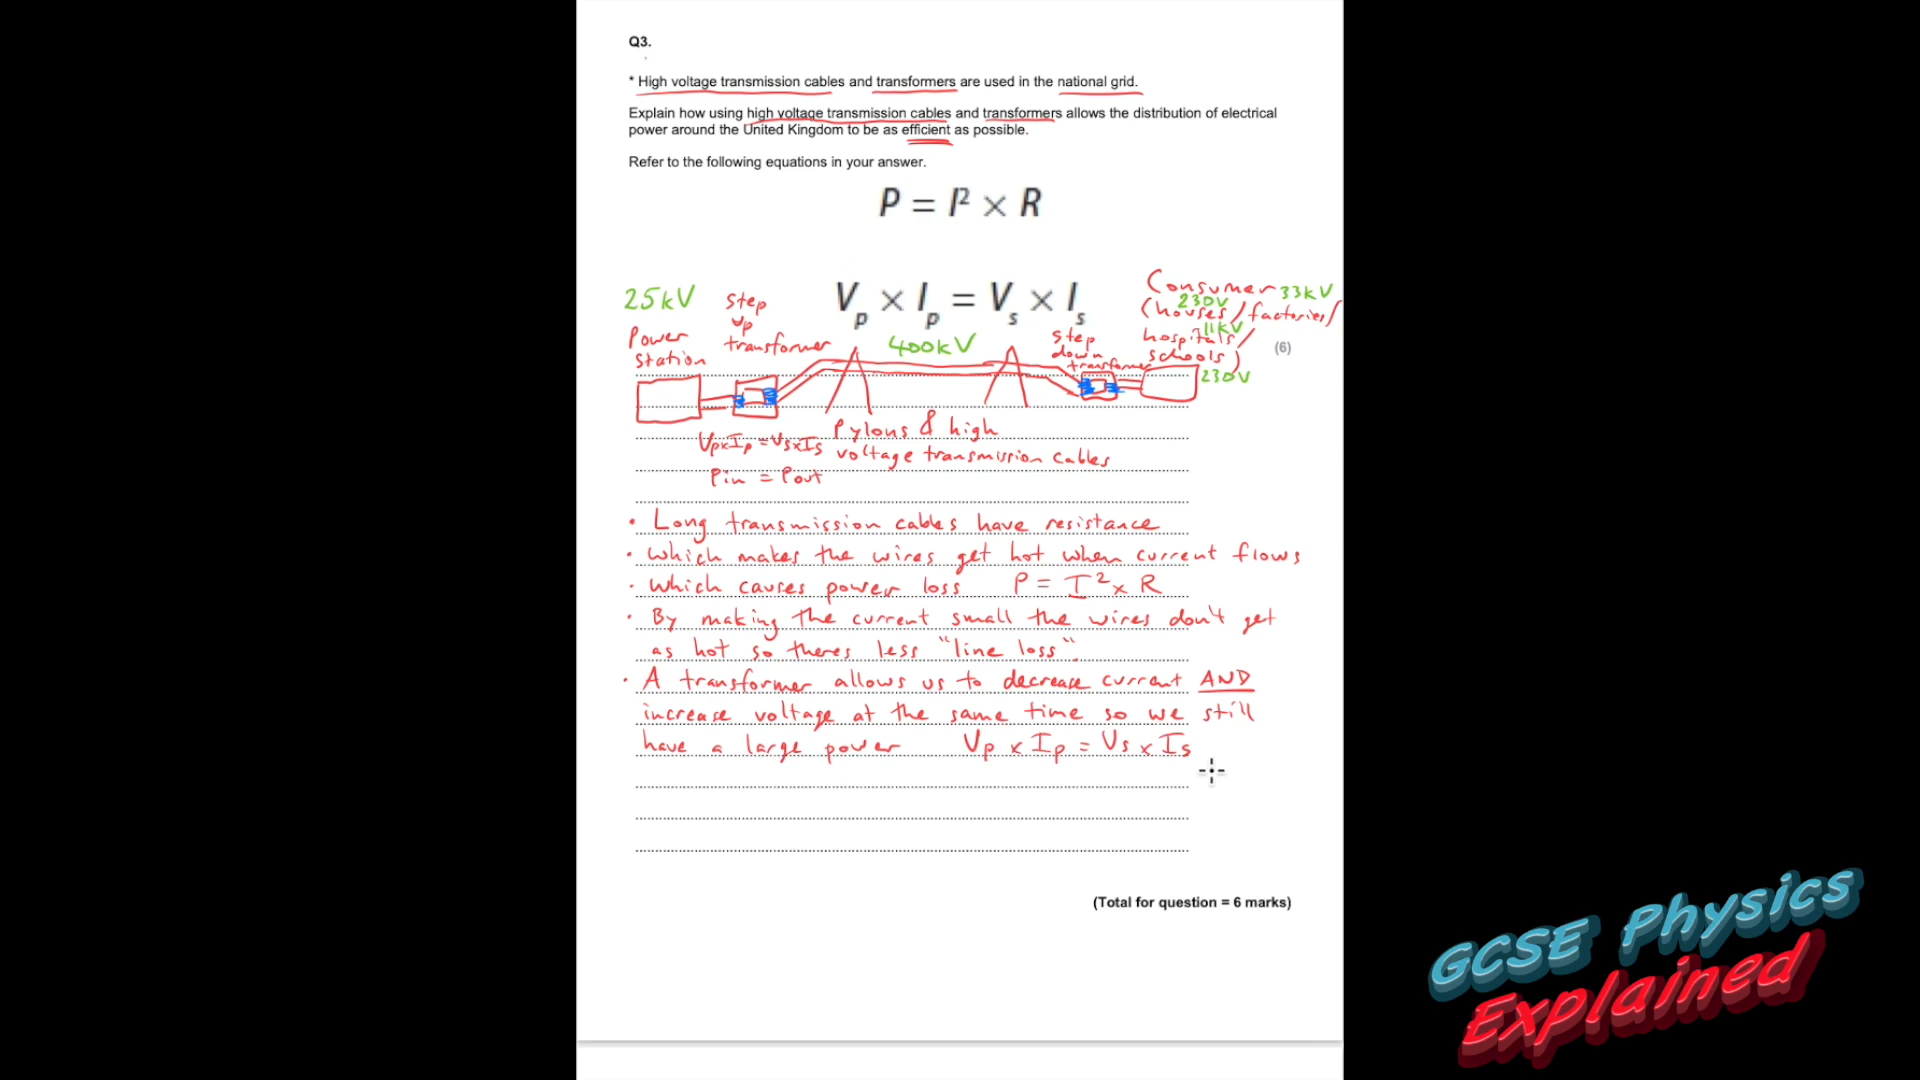 Q3.
* High voltage transmission cables and transformers are used in the national grid.
Explain how using high voltage transmission cables and transformers allows the distribution of electrical
power around the United Kingdom to be as efficient as possible.
Refer to the following equations in your answer.
P = I² × R
Vp × Ip = Vs × Is
25kV
Power
Station
Step
up
transformer
400kV
step
down
transformer
Consumer 33kV
230V
(houses/factories/
11kV
hospitals/
schools)
230V
(6)
Vp×Ip = Vs×Is
Pin = Pout
Pylons & high
voltage transmission cables
• Long transmission cables have resistance
• which makes the wires get hot when current flows
• which causes power loss P = I² × R
• By making the current small the wires don't get
as hot so theres less "line loss".
• A transformer allows us to decrease current AND
increase voltage at the same time so we still
have a large power Vp × Ip = Vs × Is
(Total for question = 6 marks)
GCSE Physics
Explained